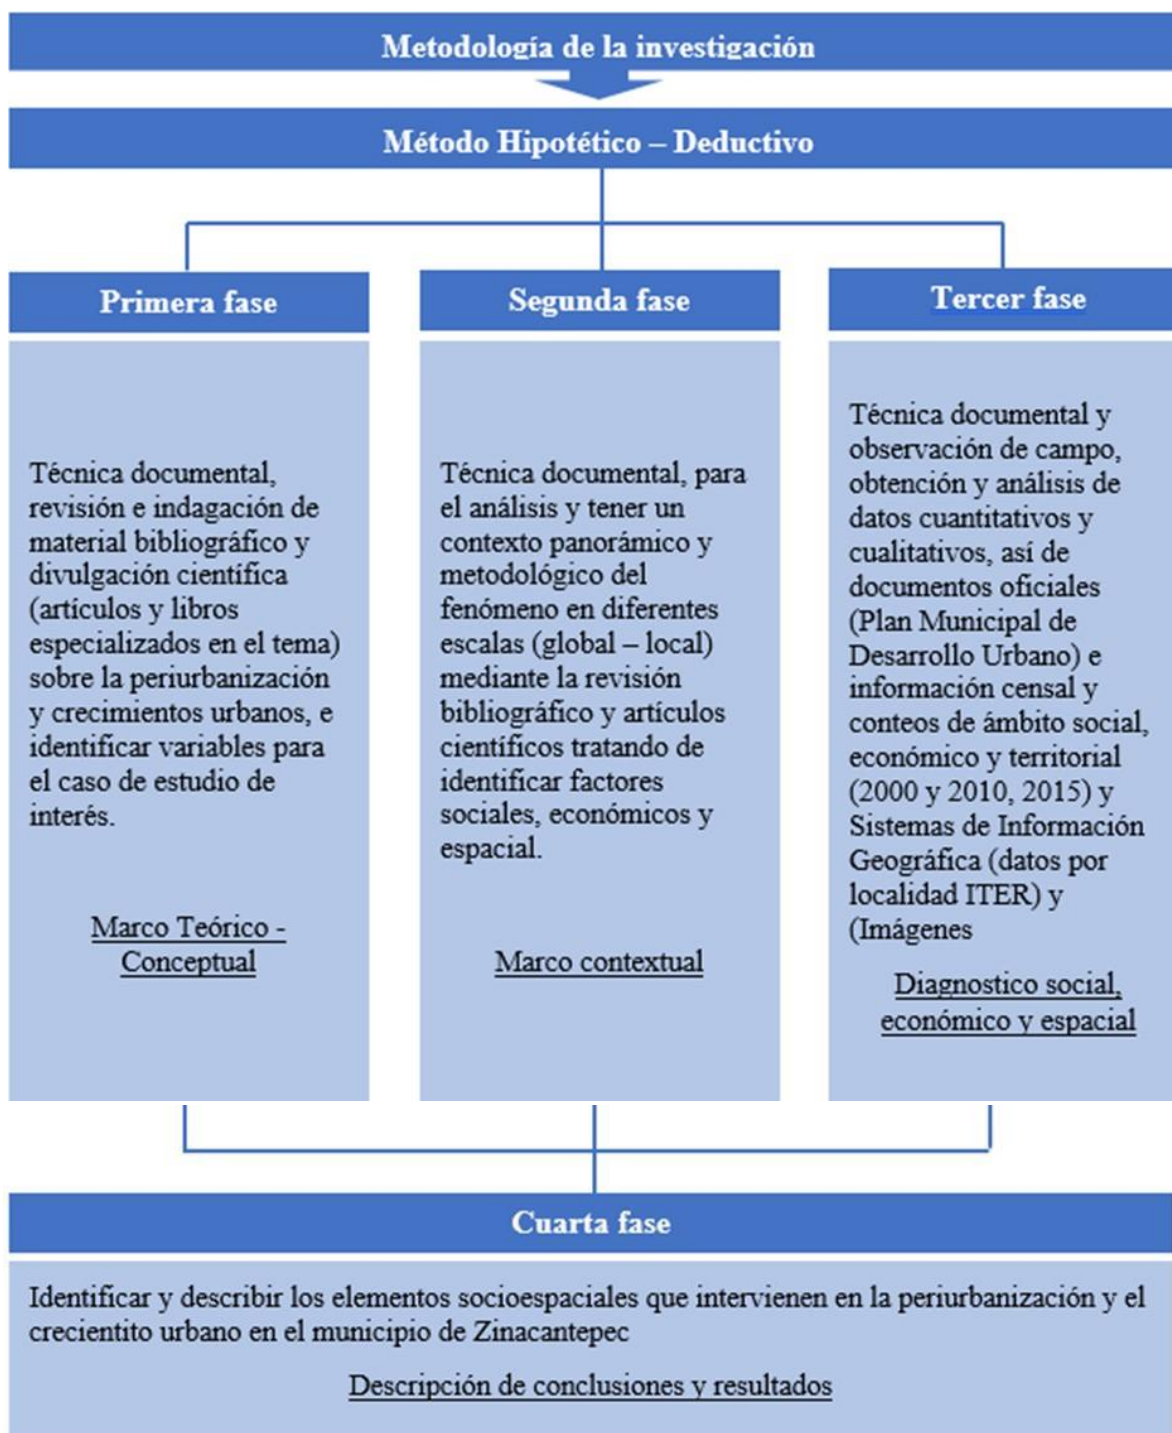 Metodología de la investigación
Método Hipotético – Deductivo
Primera fase
Técnica documental,
revisión e indagación de
material bibliográfico y
divulgación científica
(artículos y libros
especializados en el tema)
sobre la periurbanización
y crecimientos urbanos, e
identificar variables para
el caso de estudio de
interés.
Marco Teórico -
Conceptual
Segunda fase
Técnica documental, para
el análisis y tener un
contexto panorámico y
metodológico del
fenómeno en diferentes
escalas (global – local)
mediante la revisión
bibliográfico y artículos
científicos tratando de
identificar factores
sociales, económicos y
espacial.
Marco contextual
Tercer fase
Técnica documental y
observación de campo,
obtención y análisis de
datos cuantitativos y
cualitativos, así de
documentos oficiales
(Plan Municipal de
Desarrollo Urbano) e
información censal y
conteos de ámbito social,
económico y territorial
(2000 y 2010, 2015) y
Sistemas de Información
Geográfica (datos por
localidad ITER) y
(Imágenes
Diagnostico social,
económico y espacial
Cuarta fase
Identificar y describir los elementos socioespaciales que intervienen en la periurbanización y el
crecientito urbano en el municipio de Zinacantepec
Descripción de conclusiones y resultados